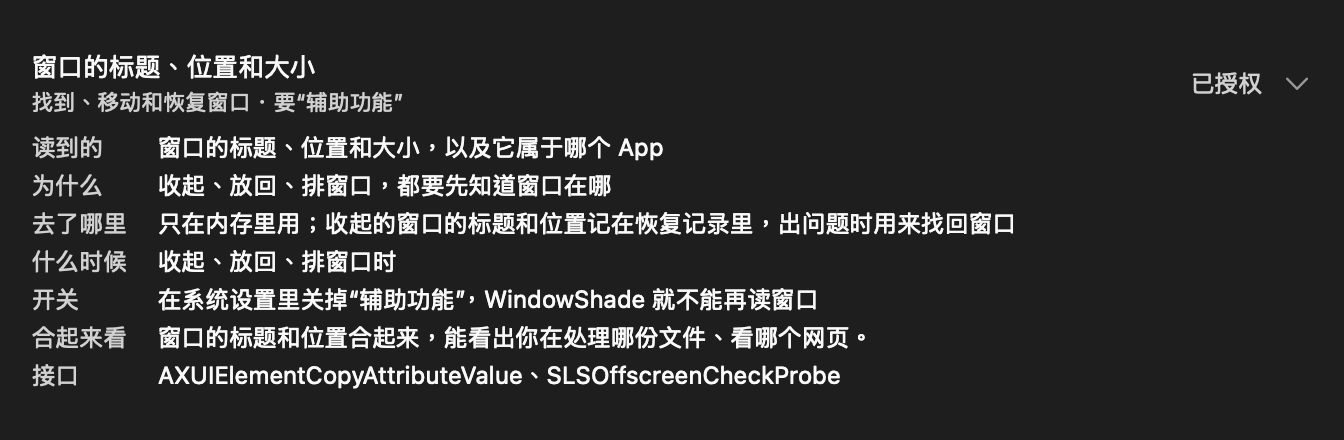 窗口的标题、位置和大小
已授权
找到、移动和恢复窗口 · 要“辅助功能”
读到的 窗口的标题、位置和大小，以及它属于哪个 App
为什么 收起、放回、排窗口，都要先知道窗口在哪
去了哪里 只在内存里用；收起的窗口的标题和位置记在恢复记录里，出问题时用来找回窗口
什么时候 收起、放回、排窗口时
开关 在系统设置里关掉“辅助功能”，WindowShade 就不能再读窗口
合起来看 窗口的标题和位置合起来，能看出你在处理哪份文件、看哪个网页。
接口 AXUIElementCopyAttributeValue、SLSOffscreenCheckProbe